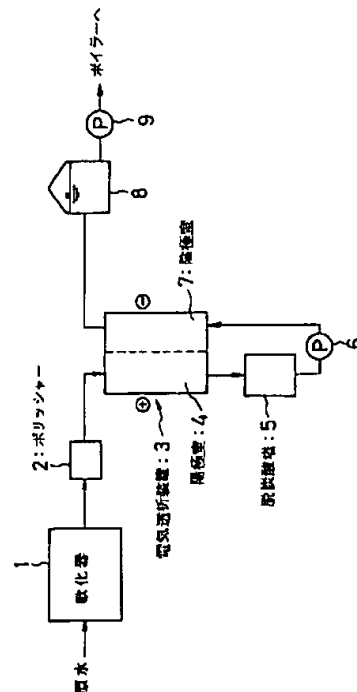 原水
1
軟化器
2:ポリッシャー
⊕
⊖
電気透析装置:3
陽極室:4
7:陰極室
脱炭酸塔:5
P
6
8
P
9
ボイラーへ